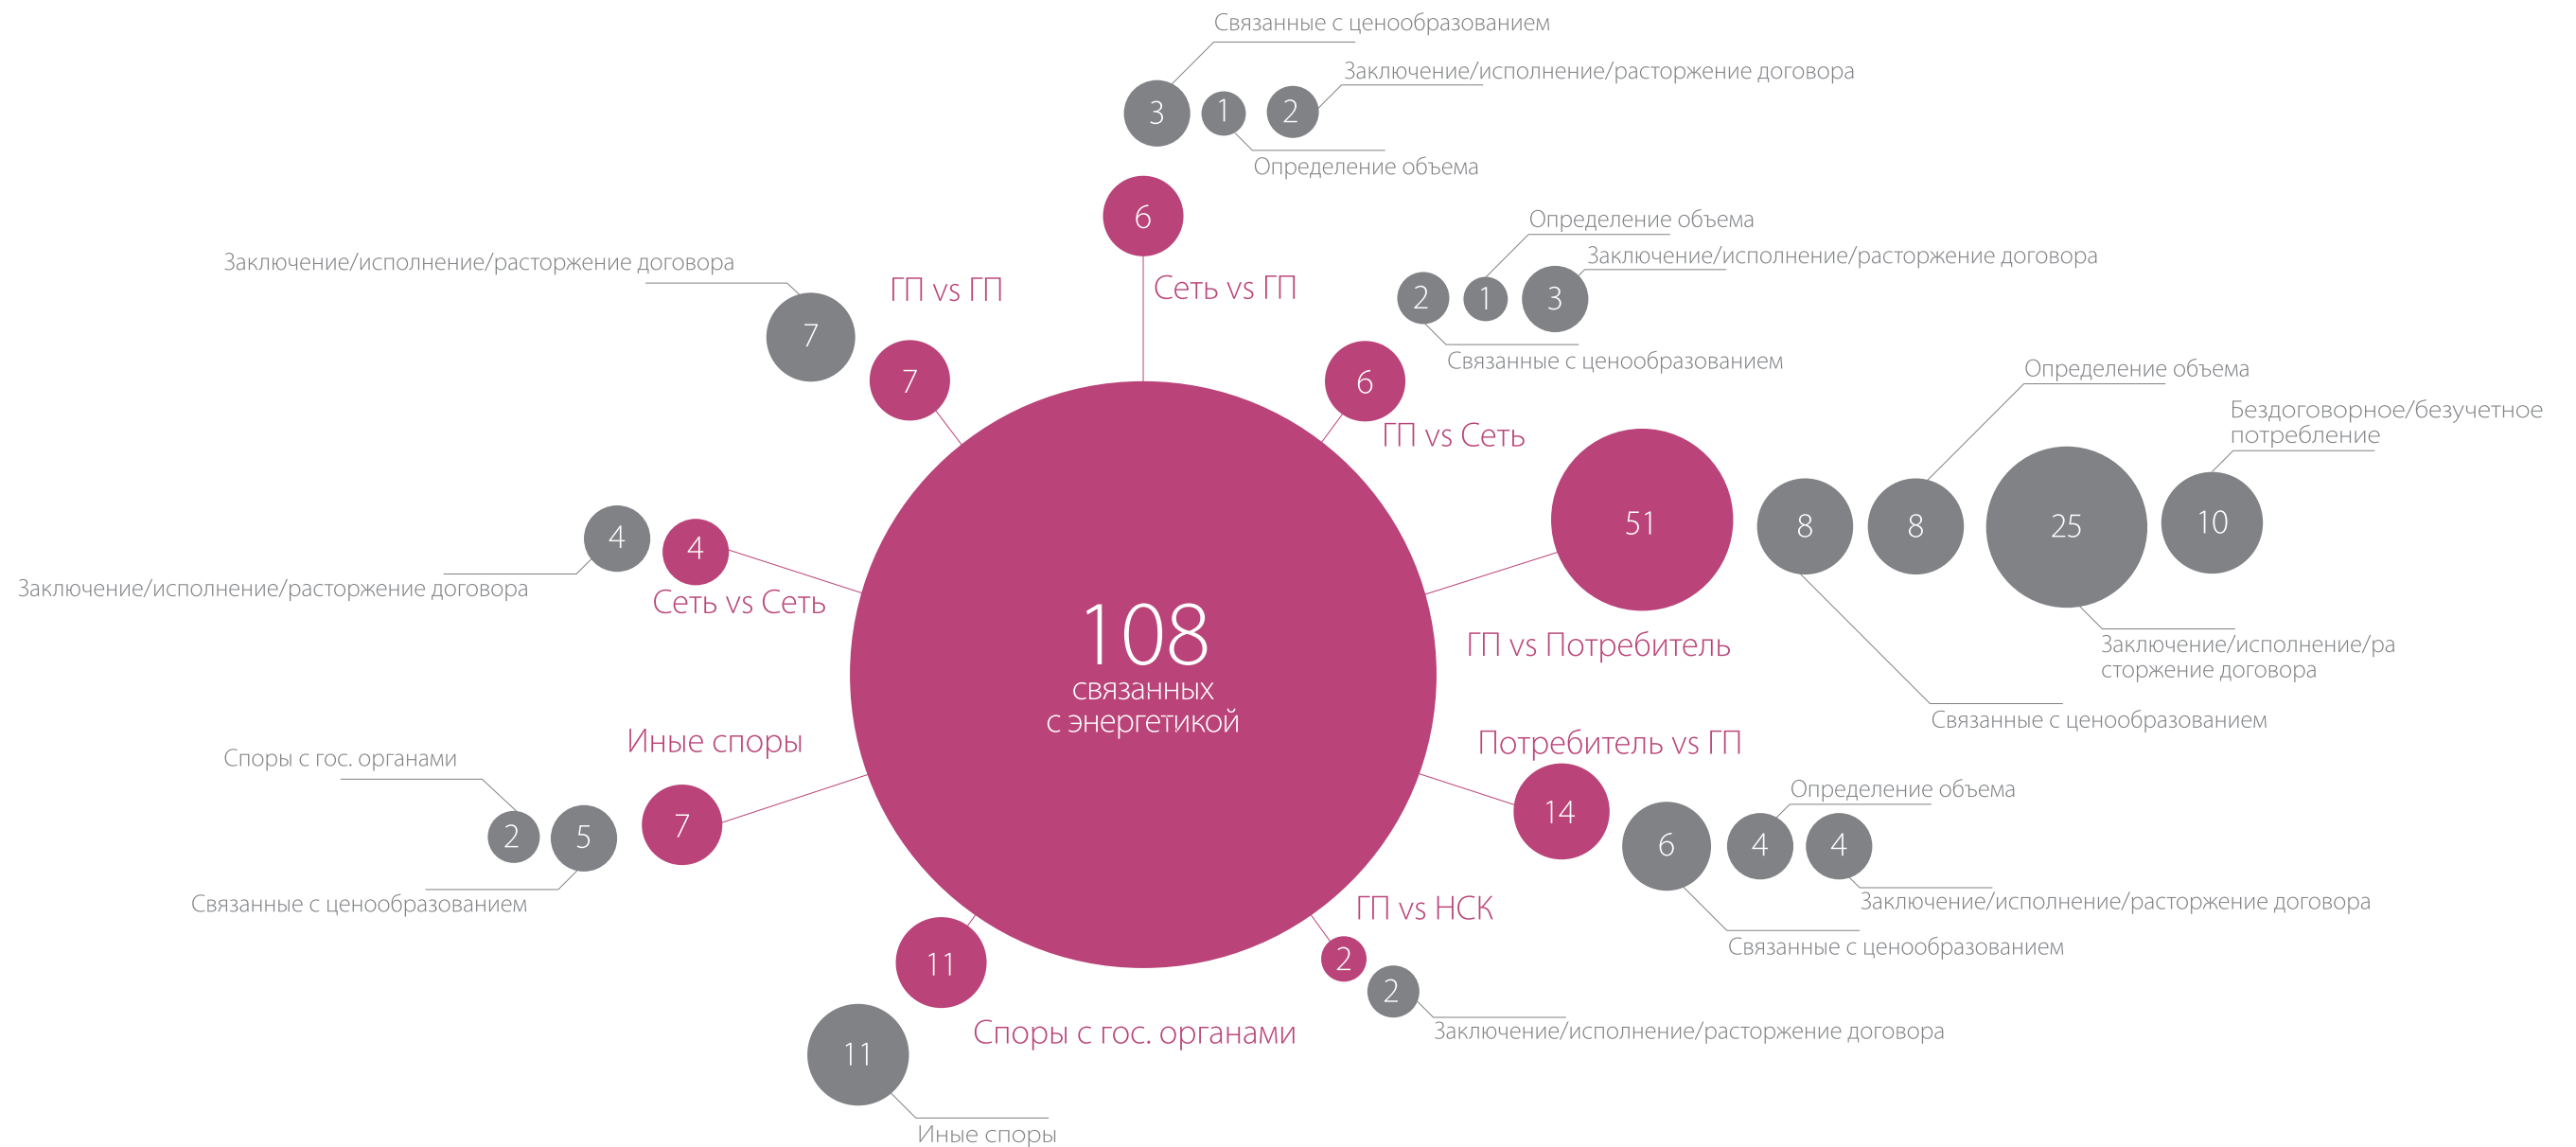 Связанные с ценообразованием
Заключение/исполнение/расторжение договора
3
1
2
Определение объема
6
Сеть vs ГП
Определение объема
Заключение/исполнение/расторжение договора
2
1
3
Связанные с ценообразованием
6
ГП vs Сеть
Заключение/исполнение/расторжение договора
7
ГП vs ГП
7
Определение объема
Бездоговорное/безучетное
потребление
51
8
8
25
10
ГП vs Потребитель
Заключение/исполнение/ра
сторжение договора
Связанные с ценообразованием
4
4
Заключение/исполнение/расторжение договора
Сеть vs Сеть
108
связанных
с энергетикой
Иные споры
Споры с гос. органами
2
5
7
Связанные с ценообразованием
Потребитель vs ГП
Определение объема
14
6
4
4
Заключение/исполнение/расторжение договора
Связанные с ценообразованием
ГП vs НСК
2
2
Заключение/исполнение/расторжение договора
11
Споры с гос. органами
11
Иные споры